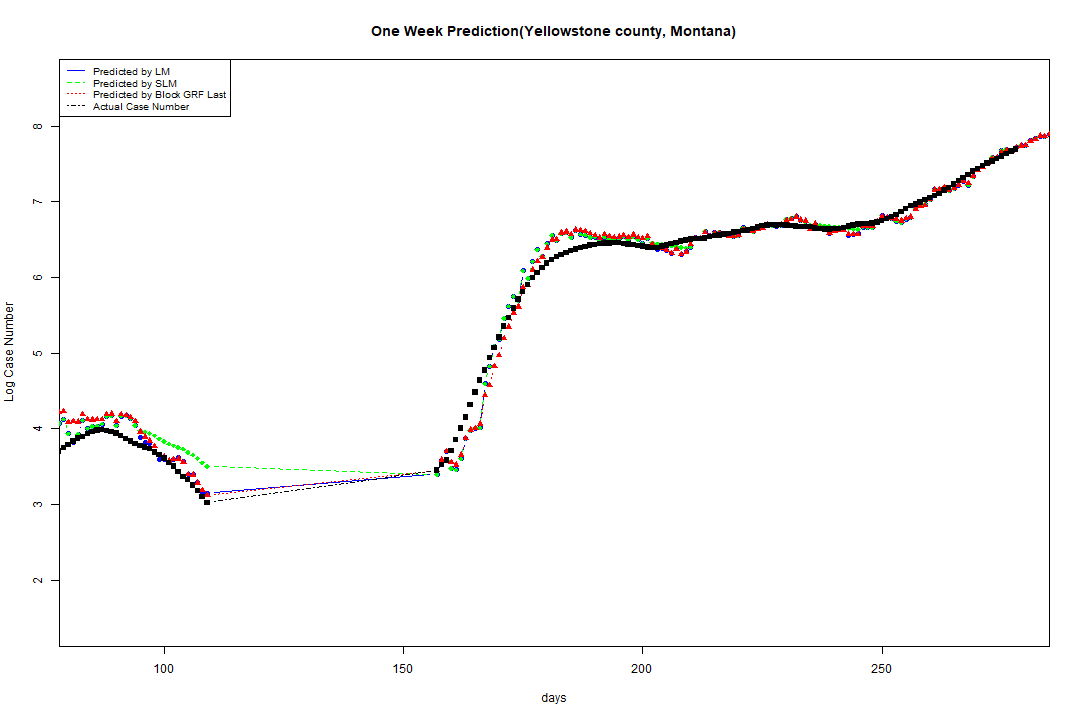 One Week Prediction(Yellowstone county, Montana)
Predicted by LM
Predicted by SLM
Predicted by Block GRF Last
Actual Case Number
8
7
6
5
4
3
2
Log Case Number
100 150 200 250
days